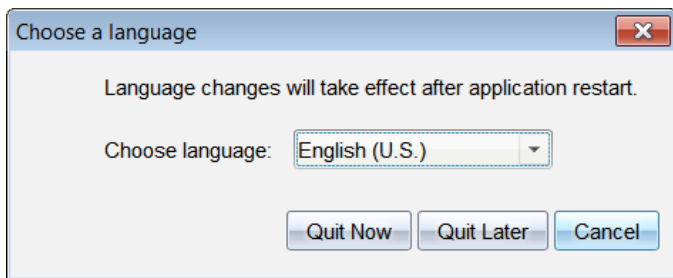 Choose a language
Language changes will take effect after application restart.
Choose language: English (U.S.)
Quit Now Quit Later Cancel